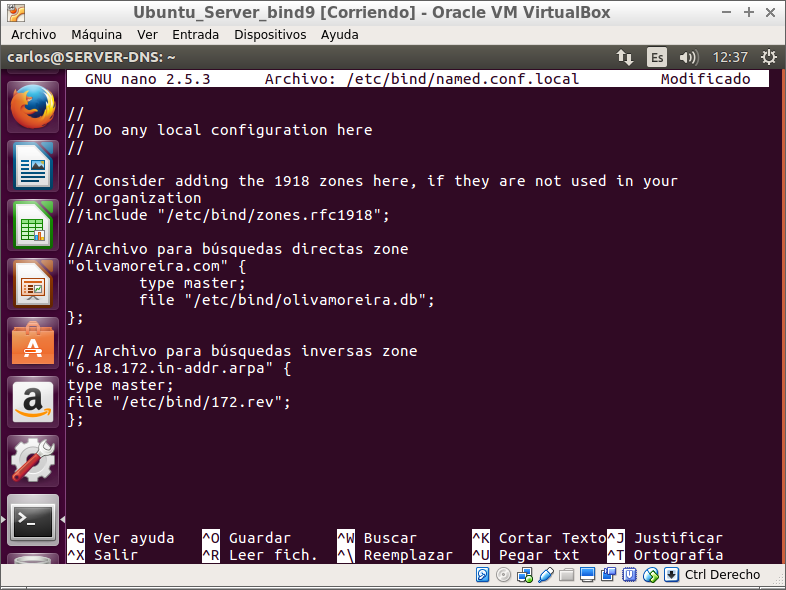 Ubuntu_Server_bind9 [Corriendo] - Oracle VM VirtualBox
Archivo Máquina Ver Entrada Dispositivos Ayuda
carlos@SERVER-DNS: ~ Es 12:37
GNU nano 2.5.3 Archivo: /etc/bind/named.conf.local Modificado
//
// Do any local configuration here
//
// Consider adding the 1918 zones here, if they are not used in your
// organization
//include "/etc/bind/zones.rfc1918";
//Archivo para búsquedas directas zone
"olivamoreira.com" {
type master;
file "/etc/bind/olivamoreira.db";
};
// Archivo para búsquedas inversas zone
"6.18.172.in-addr.arpa" {
type master;
file "/etc/bind/172.rev";
};
^G Ver ayuda ^O Guardar ^W Buscar ^K Cortar Texto ^J Justificar
^X Salir ^R Leer fich. ^\ Reemplazar ^U Pegar txt ^T Ortografía
Ctrl Derecho